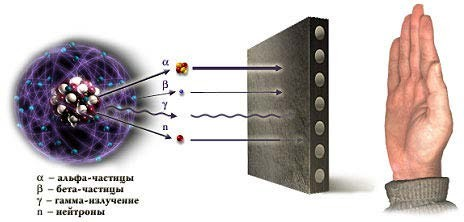 α
β
γ
n
α – альфа-частицы
β – бета-частицы
γ – гамма-излучение
n – нейтроны